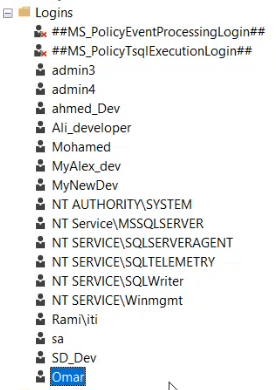 Logins
##MS_PolicyEventProcessingLogin##
##MS_PolicyTsqlExecutionLogin##
admin3
admin4
ahmed_Dev
Ali_developer
Mohamed
MyAlex_dev
MyNewDev
NT AUTHORITY\SYSTEM
NT Service\MSSQLSERVER
NT SERVICE\SQLSERVERAGENT
NT SERVICE\SQLTELEMETRY
NT SERVICE\SQLWriter
NT SERVICE\Winmgmt
Rami\iti
sa
SD_Dev
Omar